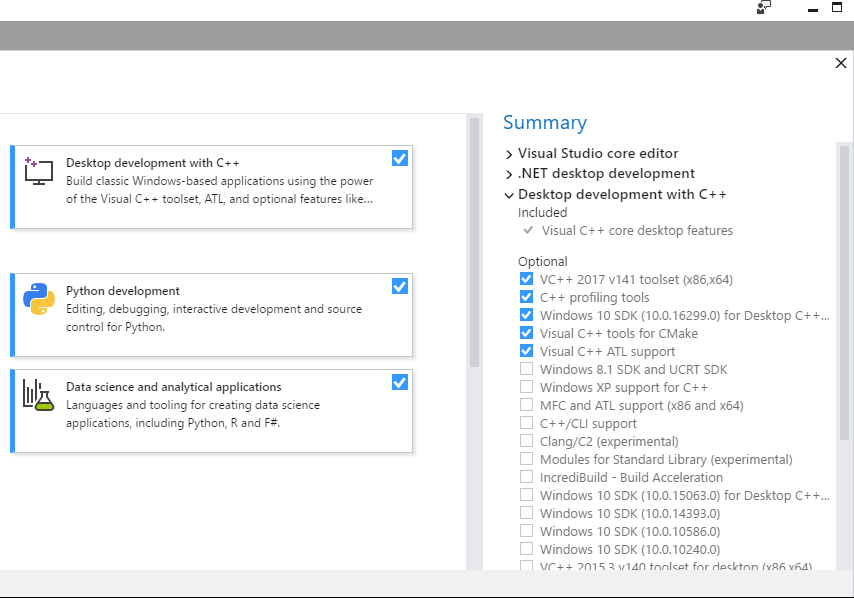 Desktop development with C++
Build classic Windows-based applications using the power
of the Visual C++ toolset, ATL, and optional features like...
Python development
Editing, debugging, interactive development and source
control for Python.
Data science and analytical applications
Languages and tooling for creating data science
applications, including Python, R and F#.
Summary
Visual Studio core editor
.NET desktop development
Desktop development with C++
Included
Visual C++ core desktop features
Optional
VC++ 2017 v141 toolset (x86,x64)
C++ profiling tools
Windows 10 SDK (10.0.16299.0) for Desktop C++...
Visual C++ tools for CMake
Visual C++ ATL support
Windows 8.1 SDK and UCRT SDK
Windows XP support for C++
MFC and ATL support (x86 and x64)
C++/CLI support
Clang/C2 (experimental)
Modules for Standard Library (experimental)
IncrediBuild - Build Acceleration
Windows 10 SDK (10.0.15063.0) for Desktop C++...
Windows 10 SDK (10.0.14393.0)
Windows 10 SDK (10.0.10586.0)
Windows 10 SDK (10.0.10240.0)
VC++ 2015.3 v140 toolset for desktop (x86,x64)